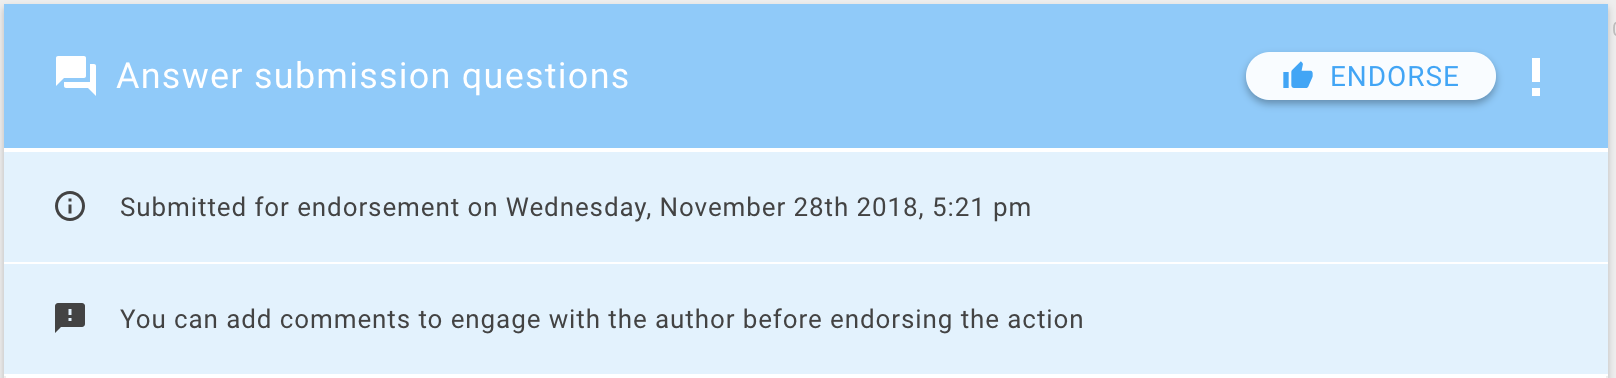 Answer submission questions
ENDORSE
Submitted for endorsement on Wednesday, November 28th 2018, 5:21 pm
You can add comments to engage with the author before endorsing the action